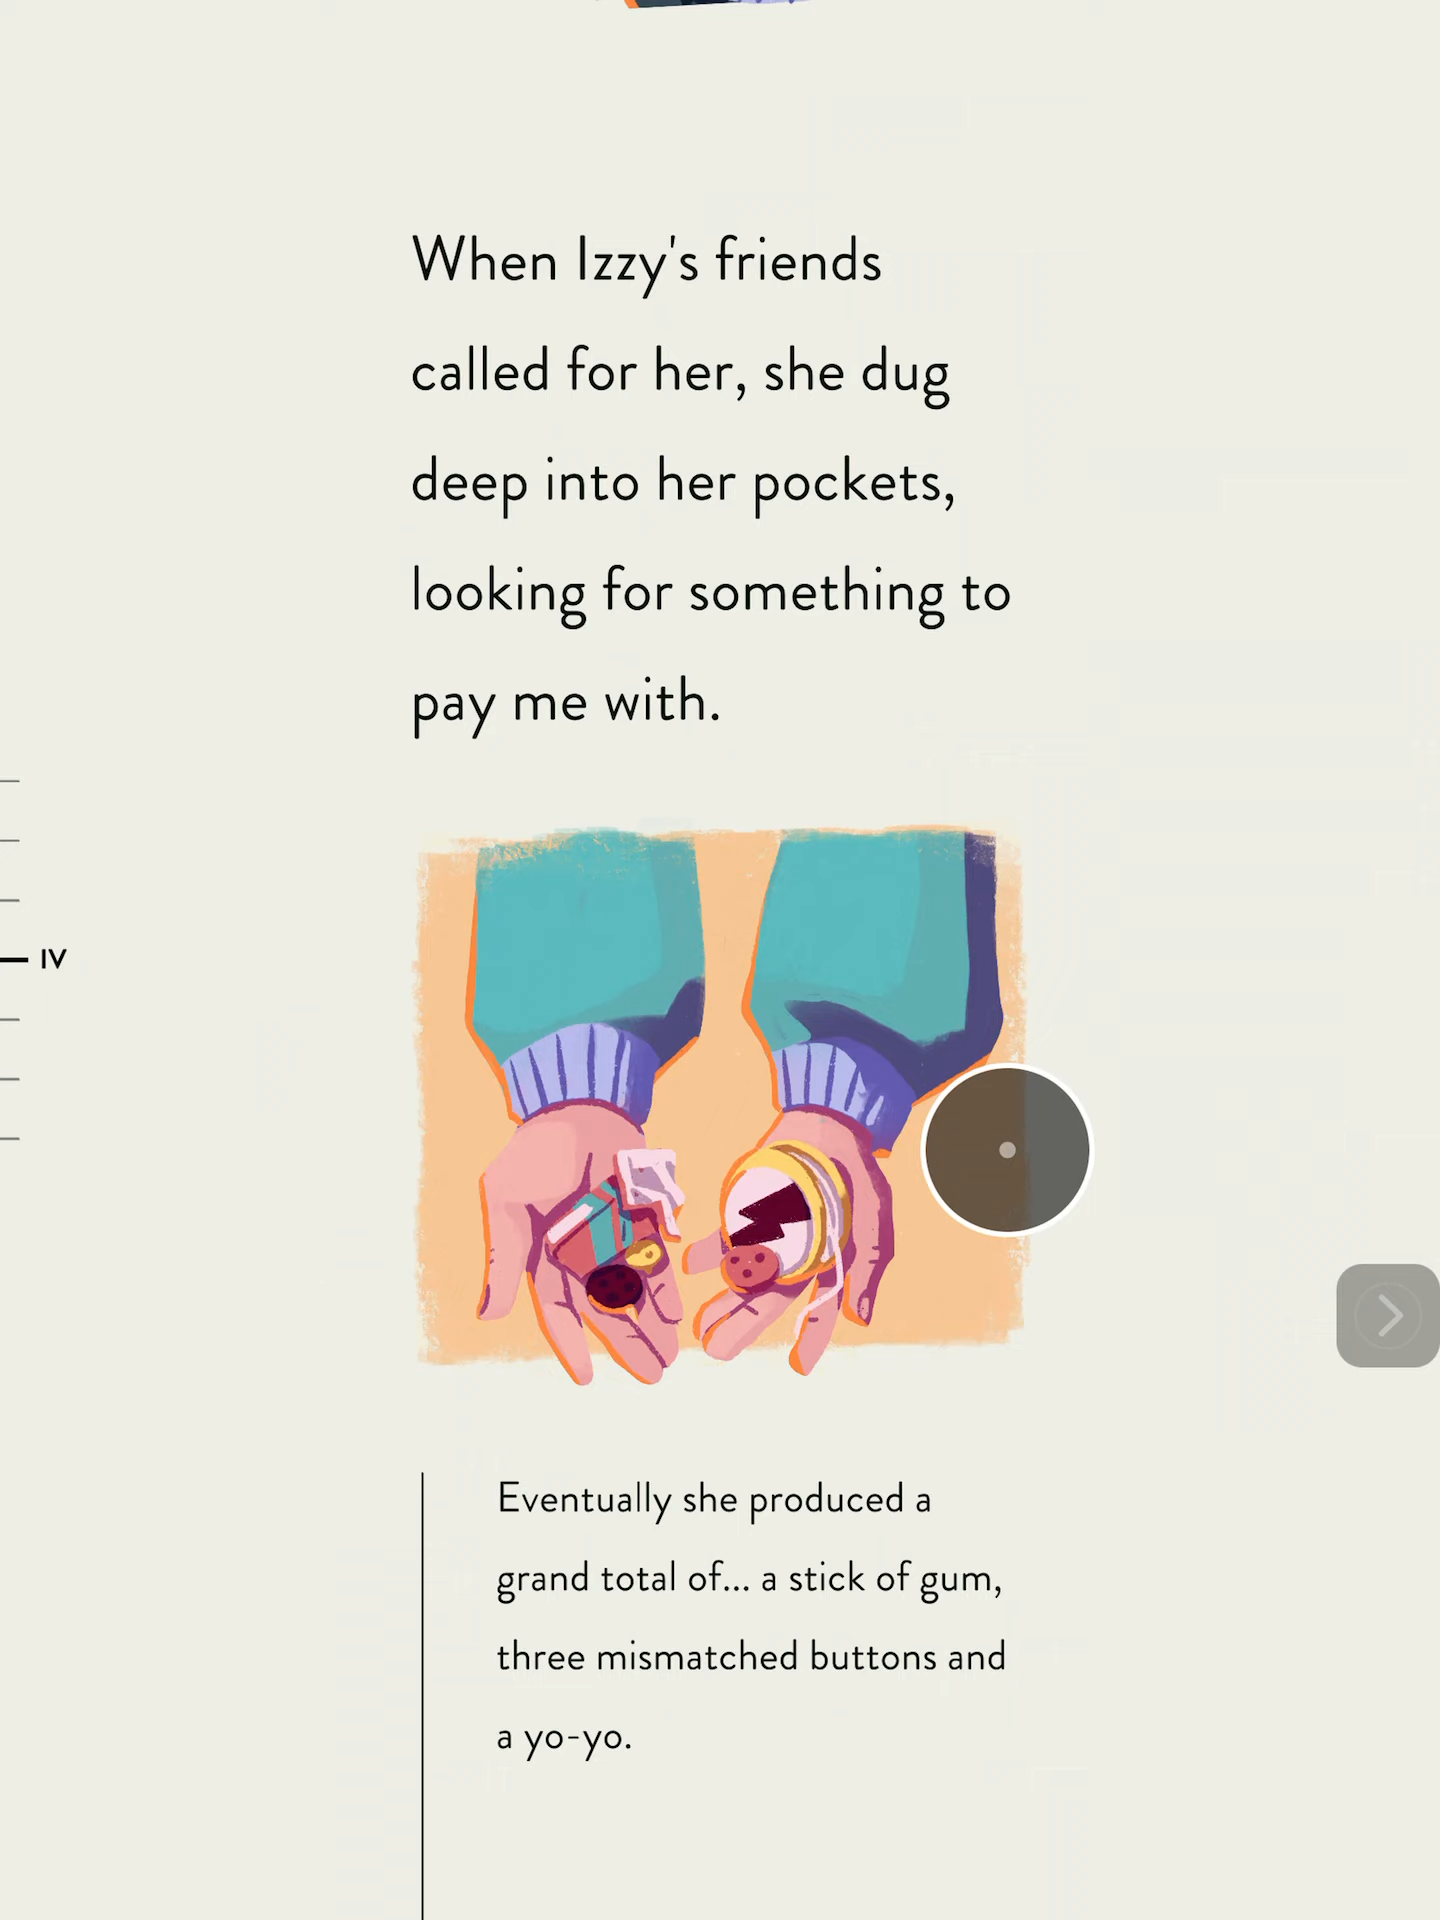 When Izzy's friends
called for her, she dug
deep into her pockets,
looking for something to
pay me with.
IV
Eventually she produced a
grand total of... a stick of gum,
three mismatched buttons and
a yo-yo.